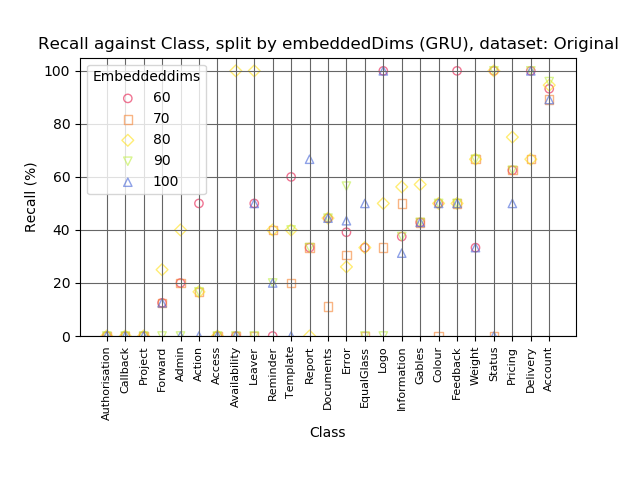 Recall against Class, split by embeddedDims (GRU), dataset: Original
Embeddeddims
60
70
80
90
100
Recall (%)
100
80
60
40
20
0
Authorisation
Callback
Project
Forward
Admin
Action
Access
Availability
Leaver
Reminder
Template
Report
Documents
Error
EqualGlass
Logo
Information
Gables
Colour
Feedback
Weight
Status
Pricing
Delivery
Account
Class